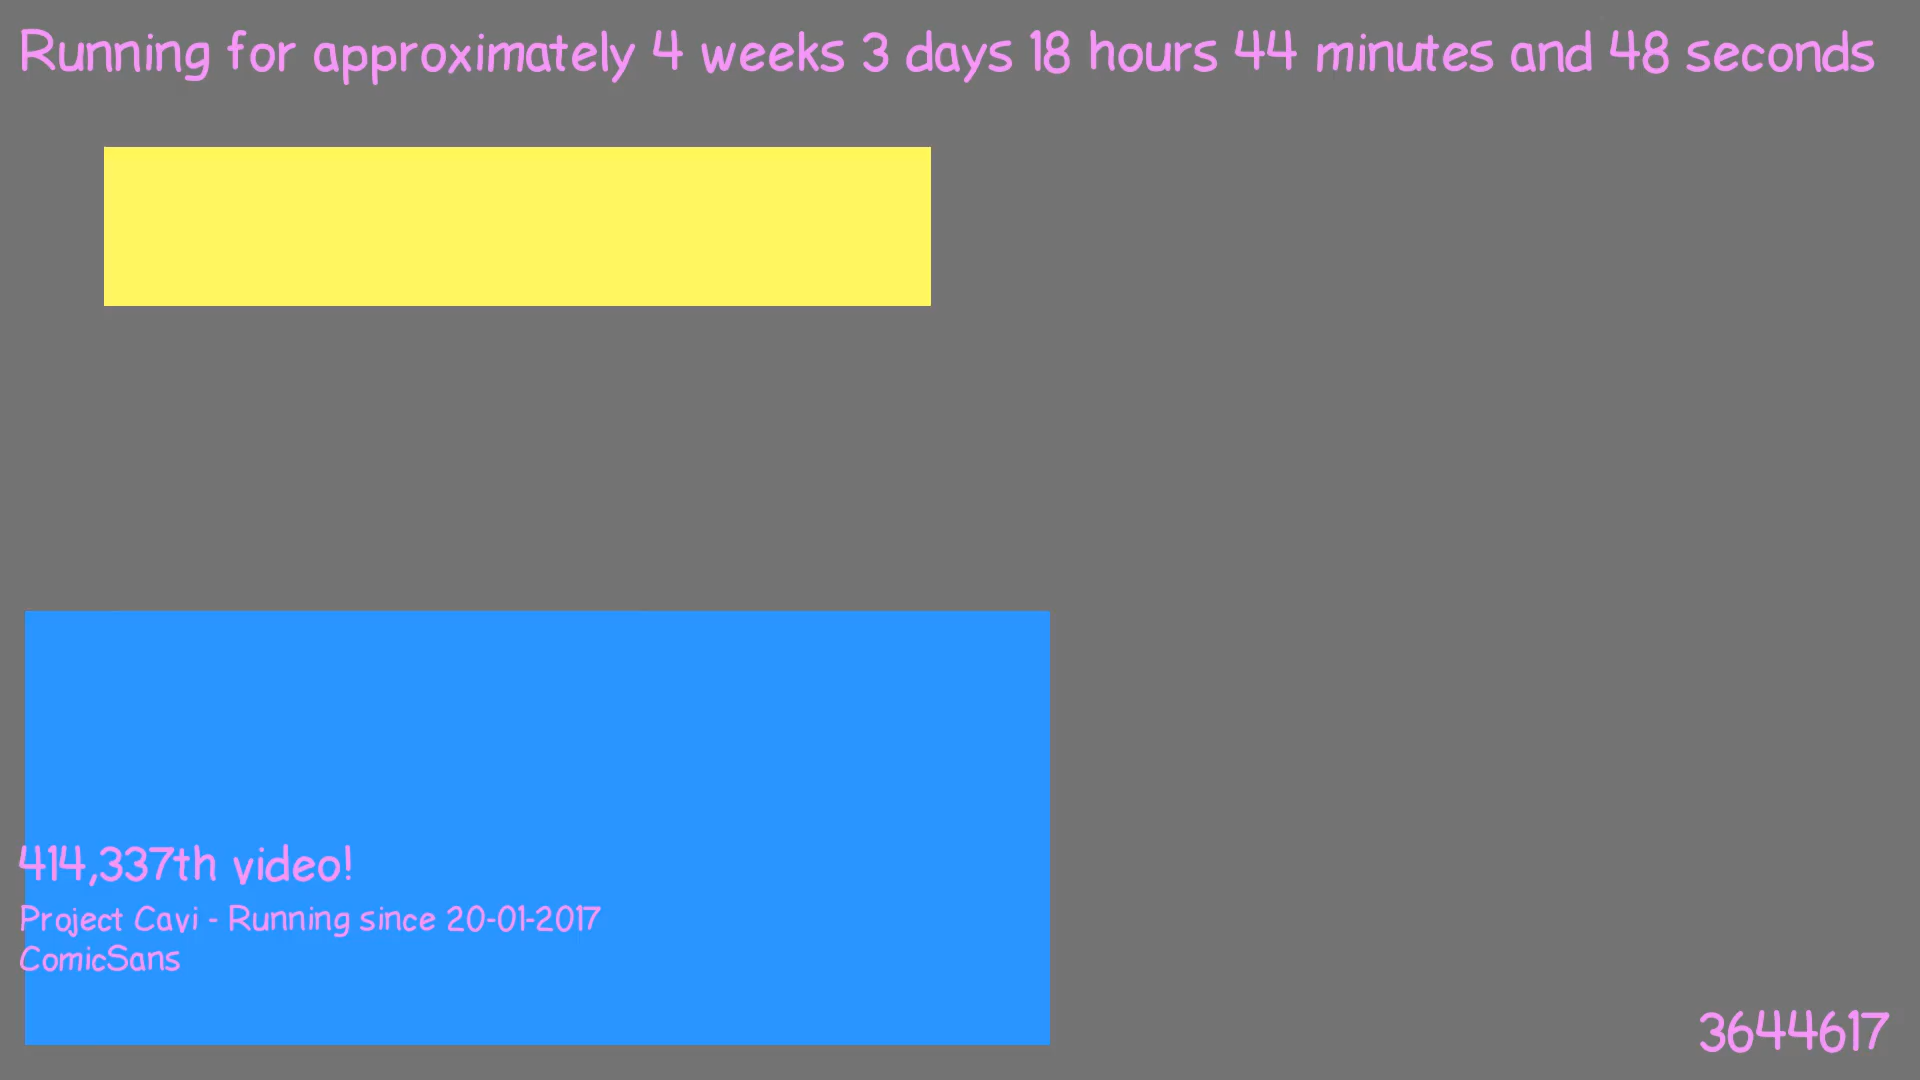 Running for approximately 4 weeks 3 days 18 hours 44 minutes and 48 seconds
414,337th video!
Project Cavi - Running since 20-01-2017
ComicSans
3644617